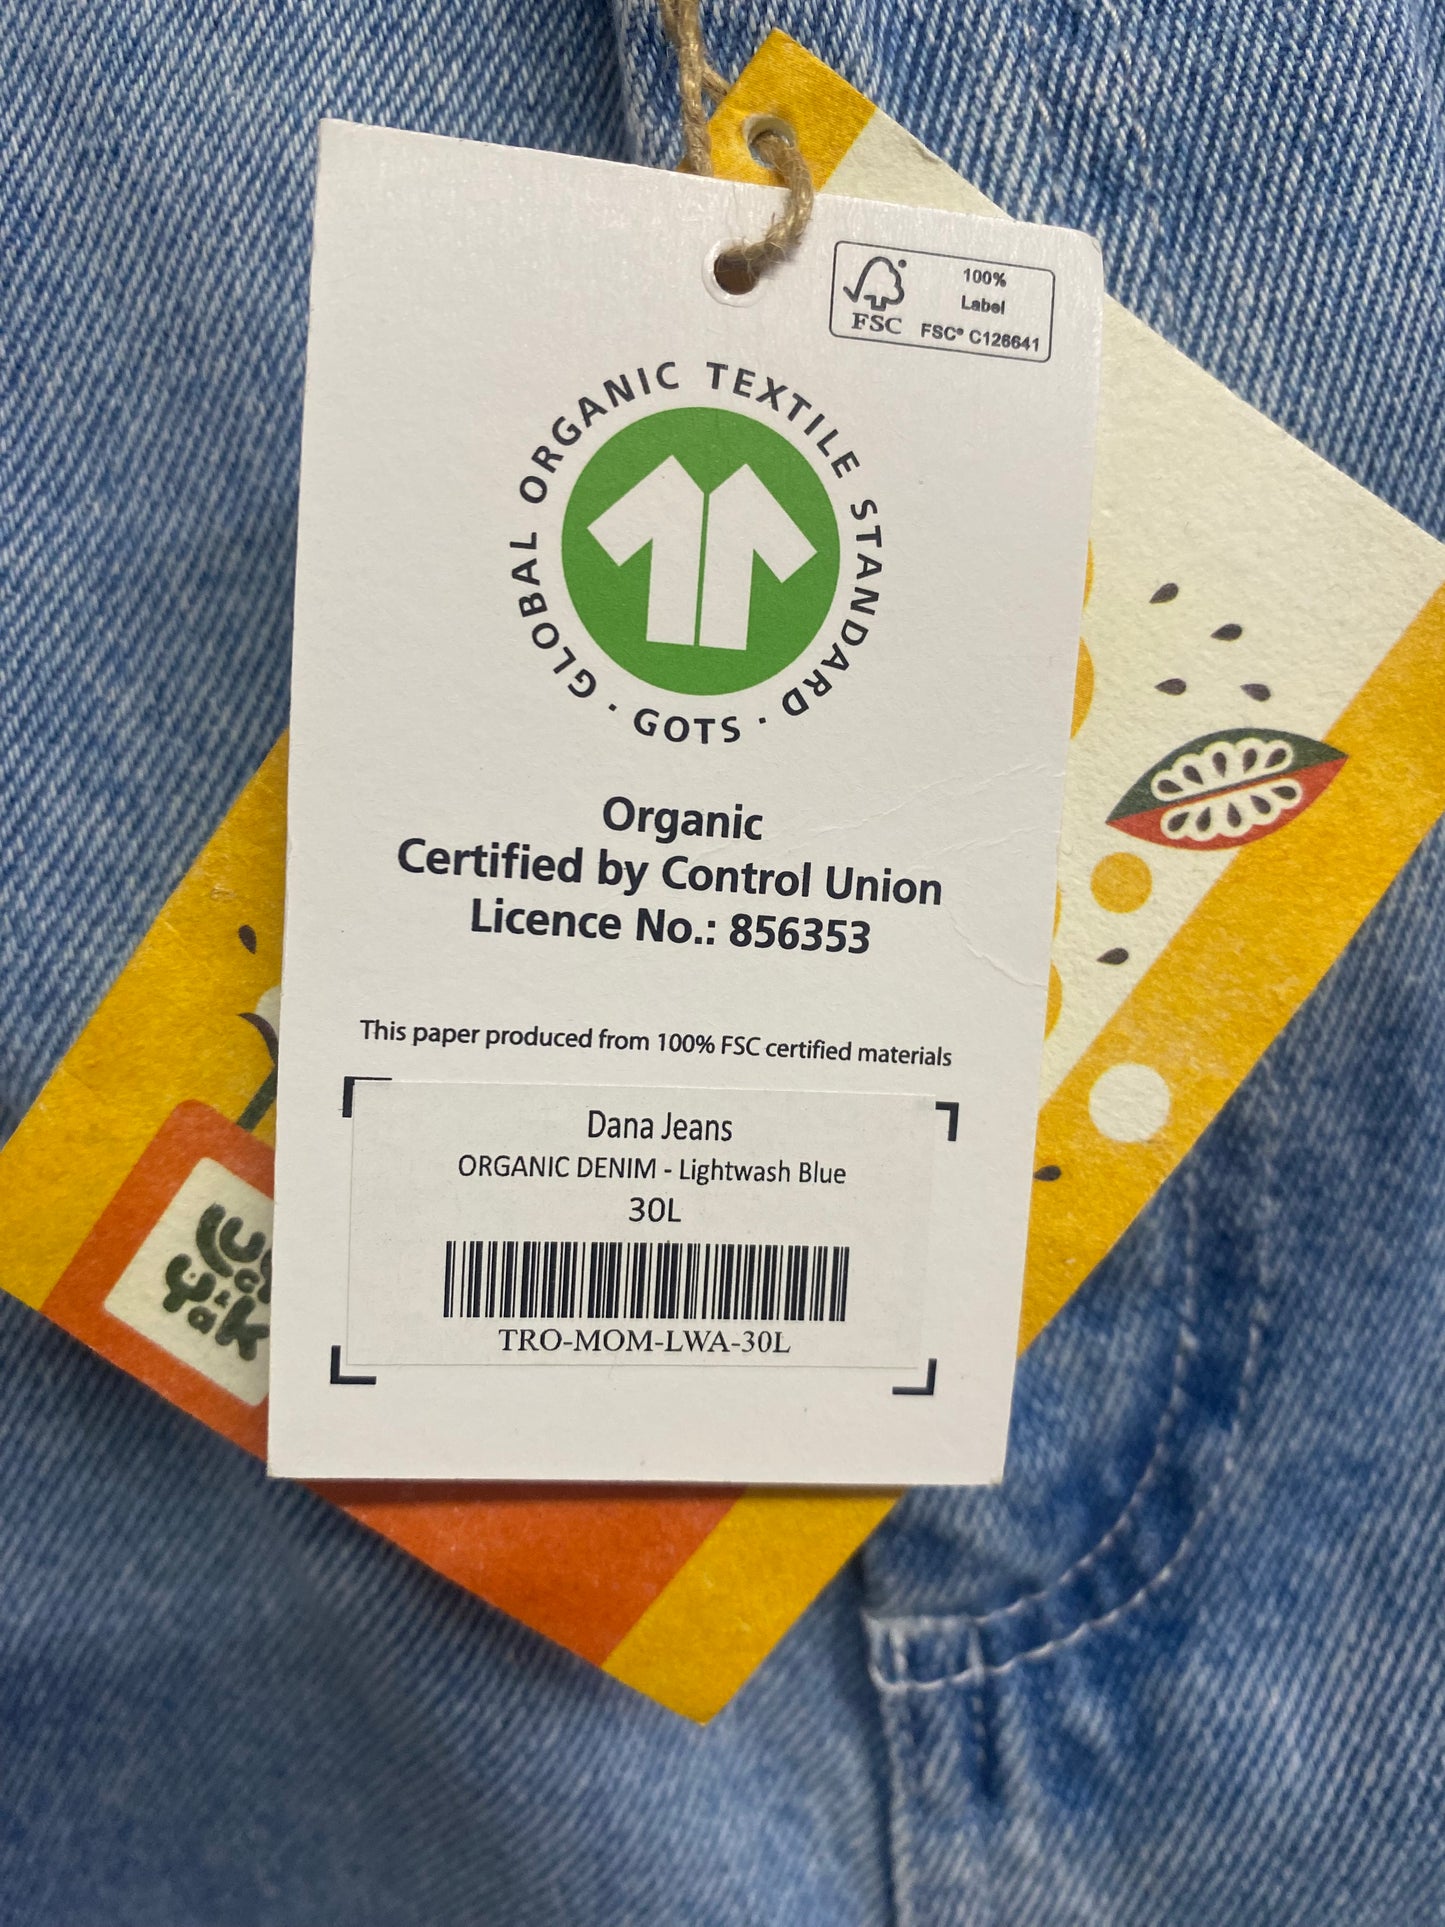 100%
Label
FSC
FSC® C126641
GLOBAL ORGANIC TEXTILE STANDARD · GOTS ·
Organic
Certified by Control Union
Licence No.: 856353
This paper produced from 100% FSC certified materials
Dana Jeans
ORGANIC DENIM - Lightwash Blue
30L
TRO-MOM-LWA-30L
&
Yak